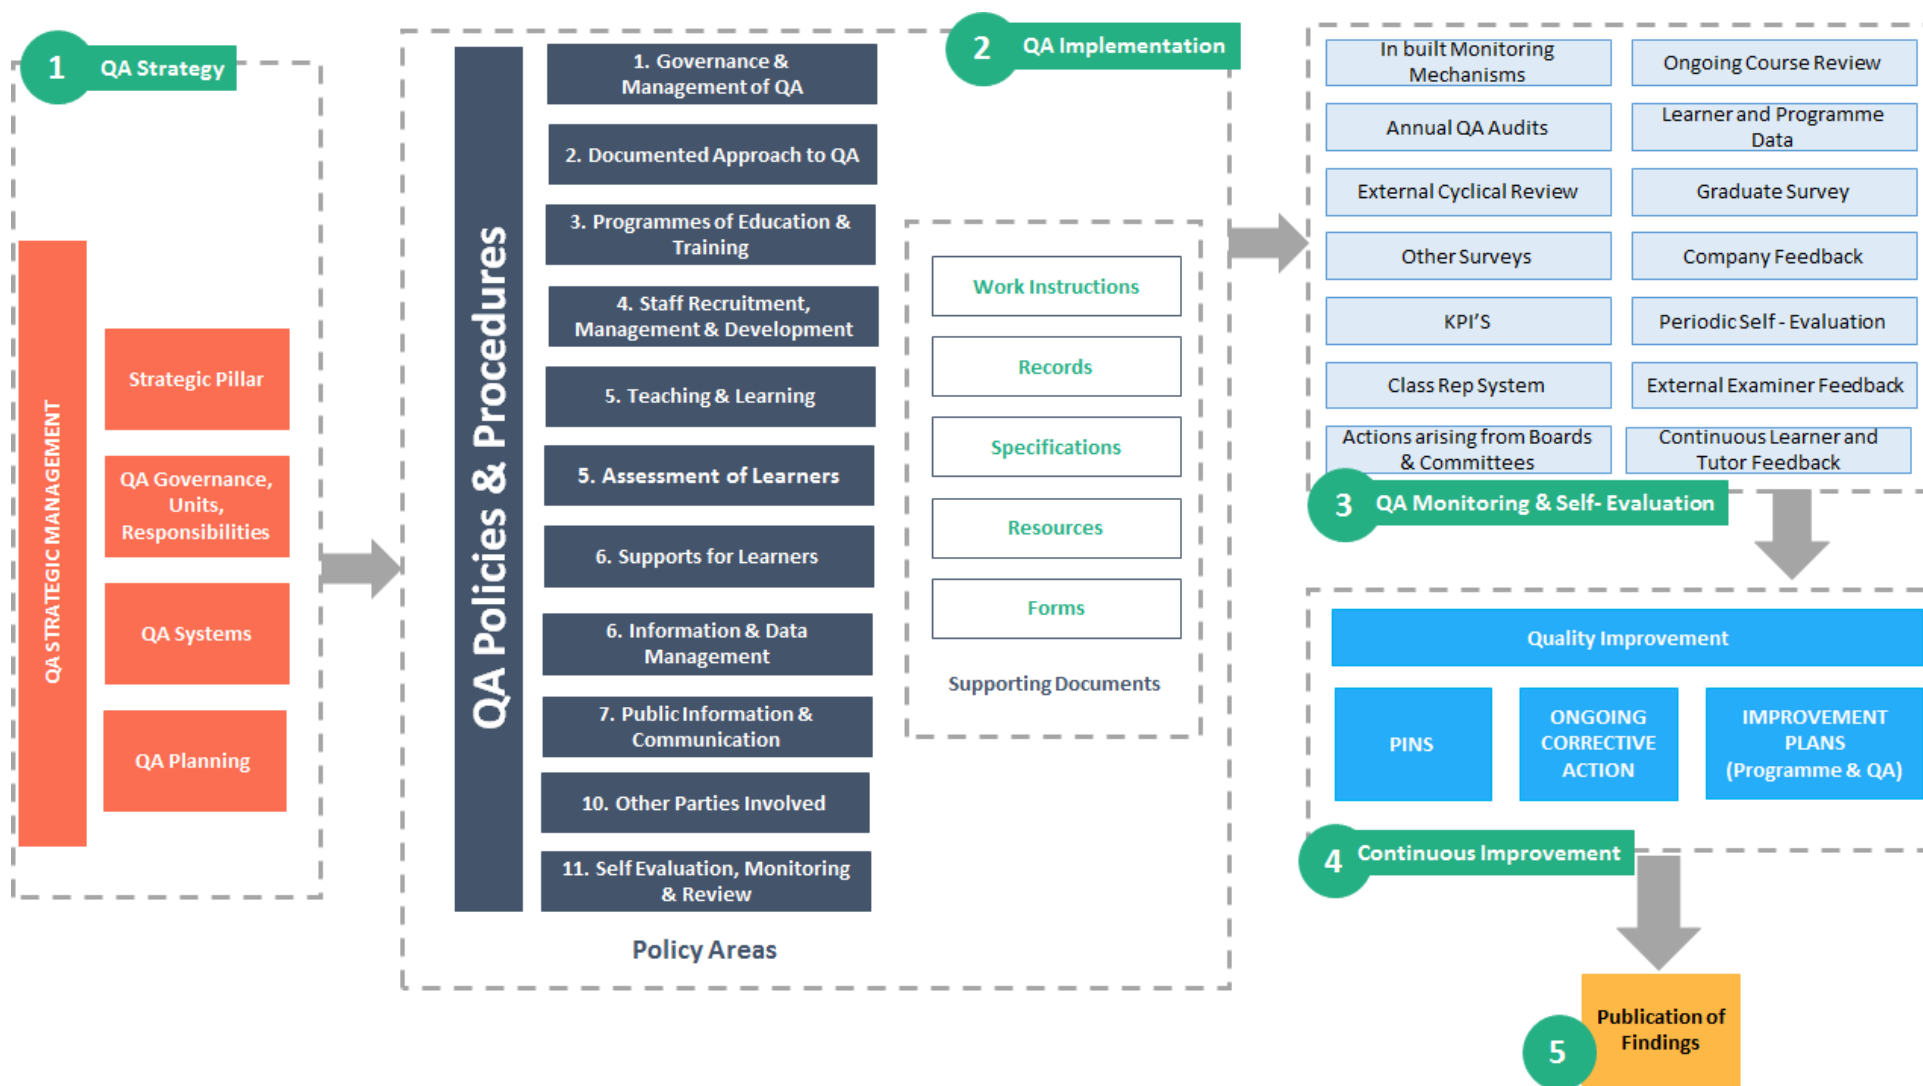 1
QA Strategy
QA STRATEGIC MANAGEMENT
Strategic Pillar
QA Governance,
Units,
Responsibilities
QA Systems
QA Planning
2
QA Implementation
QA Policies & Procedures
1. Governance &
Management of QA
2. Documented Approach to QA
3. Programmes of Education &
Training
4. Staff Recruitment,
Management & Development
5. Teaching & Learning
5. Assessment of Learners
6. Supports for Learners
6. Information & Data
Management
7. Public Information &
Communication
10. Other Parties Involved
11. Self Evaluation, Monitoring
& Review
Policy Areas
Work Instructions
Records
Specifications
Resources
Forms
Supporting Documents
In built Monitoring
Mechanisms
Ongoing Course Review
Annual QA Audits
Learner and Programme
Data
External Cyclical Review
Graduate Survey
Other Surveys
Company Feedback
KPI'S
Periodic Self - Evaluation
Class Rep System
External Examiner Feedback
Actions arising from Boards
& Committees
Continuous Learner and
Tutor Feedback
3
QA Monitoring & Self- Evaluation
Quality Improvement
PINS
ONGOING
CORRECTIVE
ACTION
IMPROVEMENT
PLANS
(Programme & QA)
4
Continuous Improvement
5
Publication of
Findings